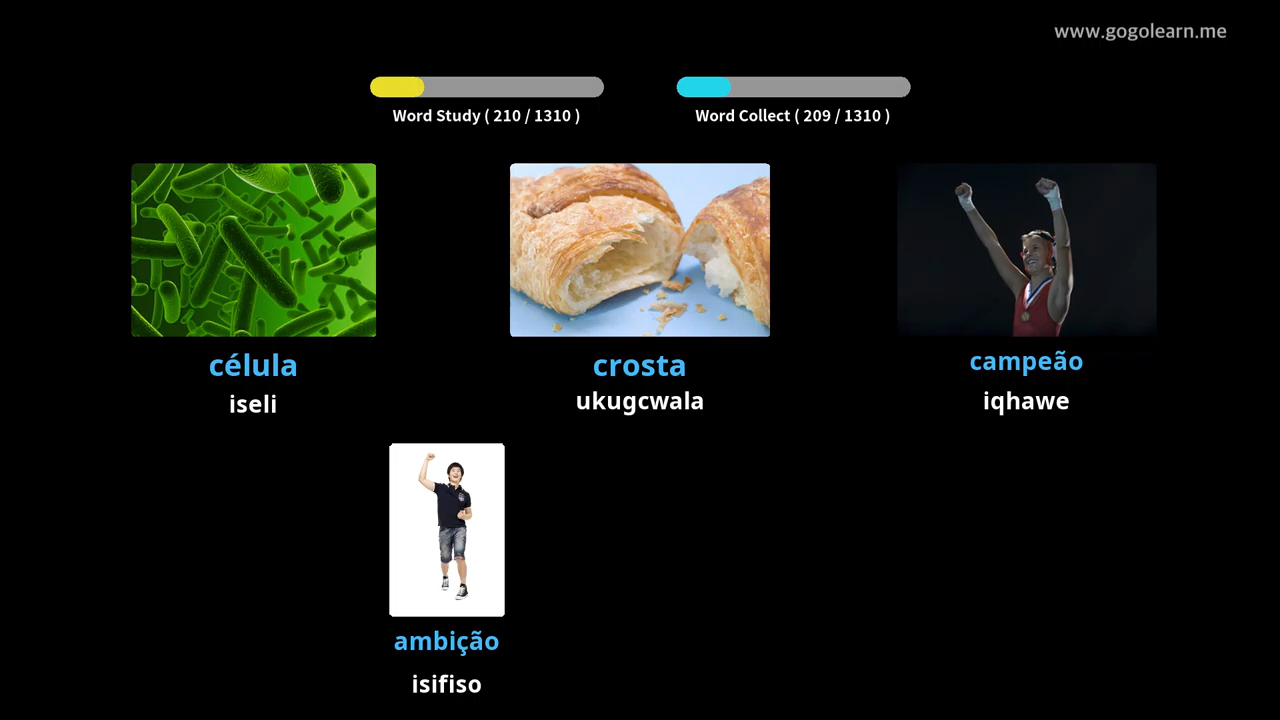 www.gogolearn.me
Word Study ( 210 / 1310 )
Word Collect ( 209 / 1310 )
célula
iseli
crosta
ukugcwala
campeão
iqhawe
ambição
isifiso